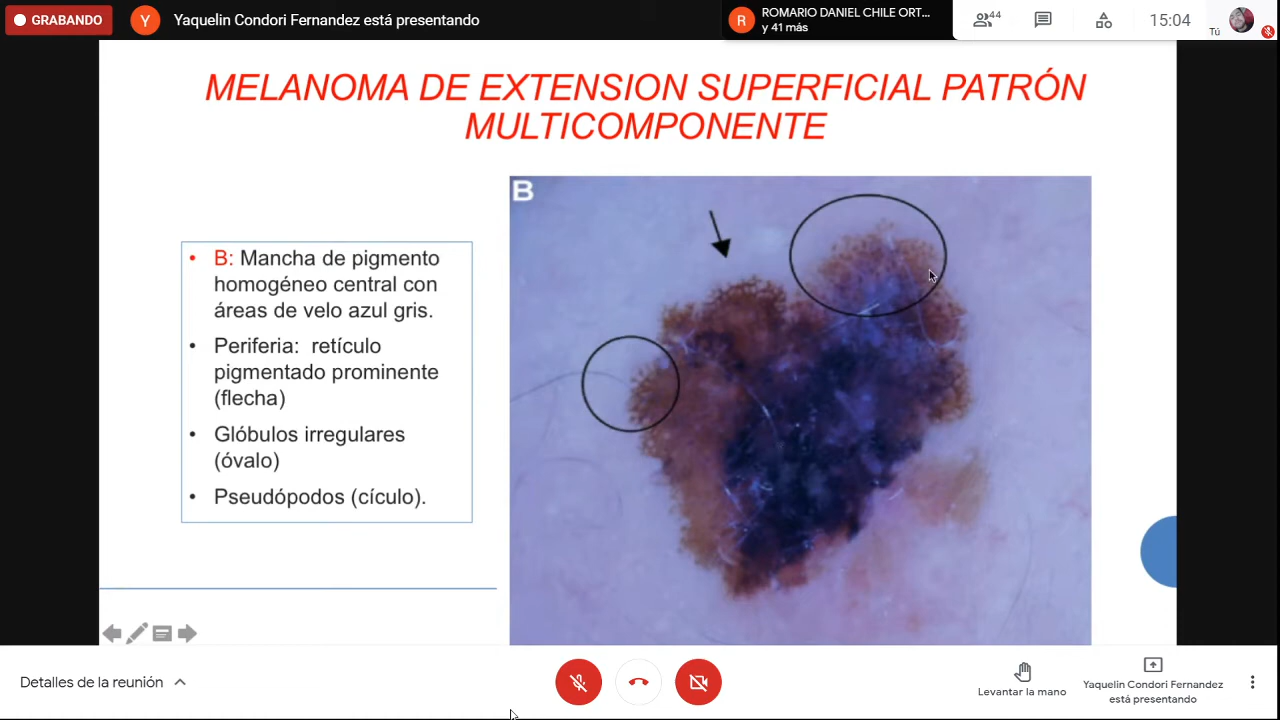 GRABANDO
Y
Yaquelin Condori Fernandez está presentando
R
ROMARIO DANIEL CHILE ORT...
y 41 más
44
15:04
Tú
MELANOMA DE EXTENSION SUPERFICIAL PATRÓN
MULTICOMPONENTE
B
• B: Mancha de pigmento
homogéneo central con
áreas de velo azul gris.
• Periferia: retículo
pigmentado prominente
(flecha)
• Glóbulos irregulares
(óvalo)
• Pseudópodos (cículo).
Detalles de la reunión
Levantar la mano
Yaquelin Condori Fernandez
está presentando